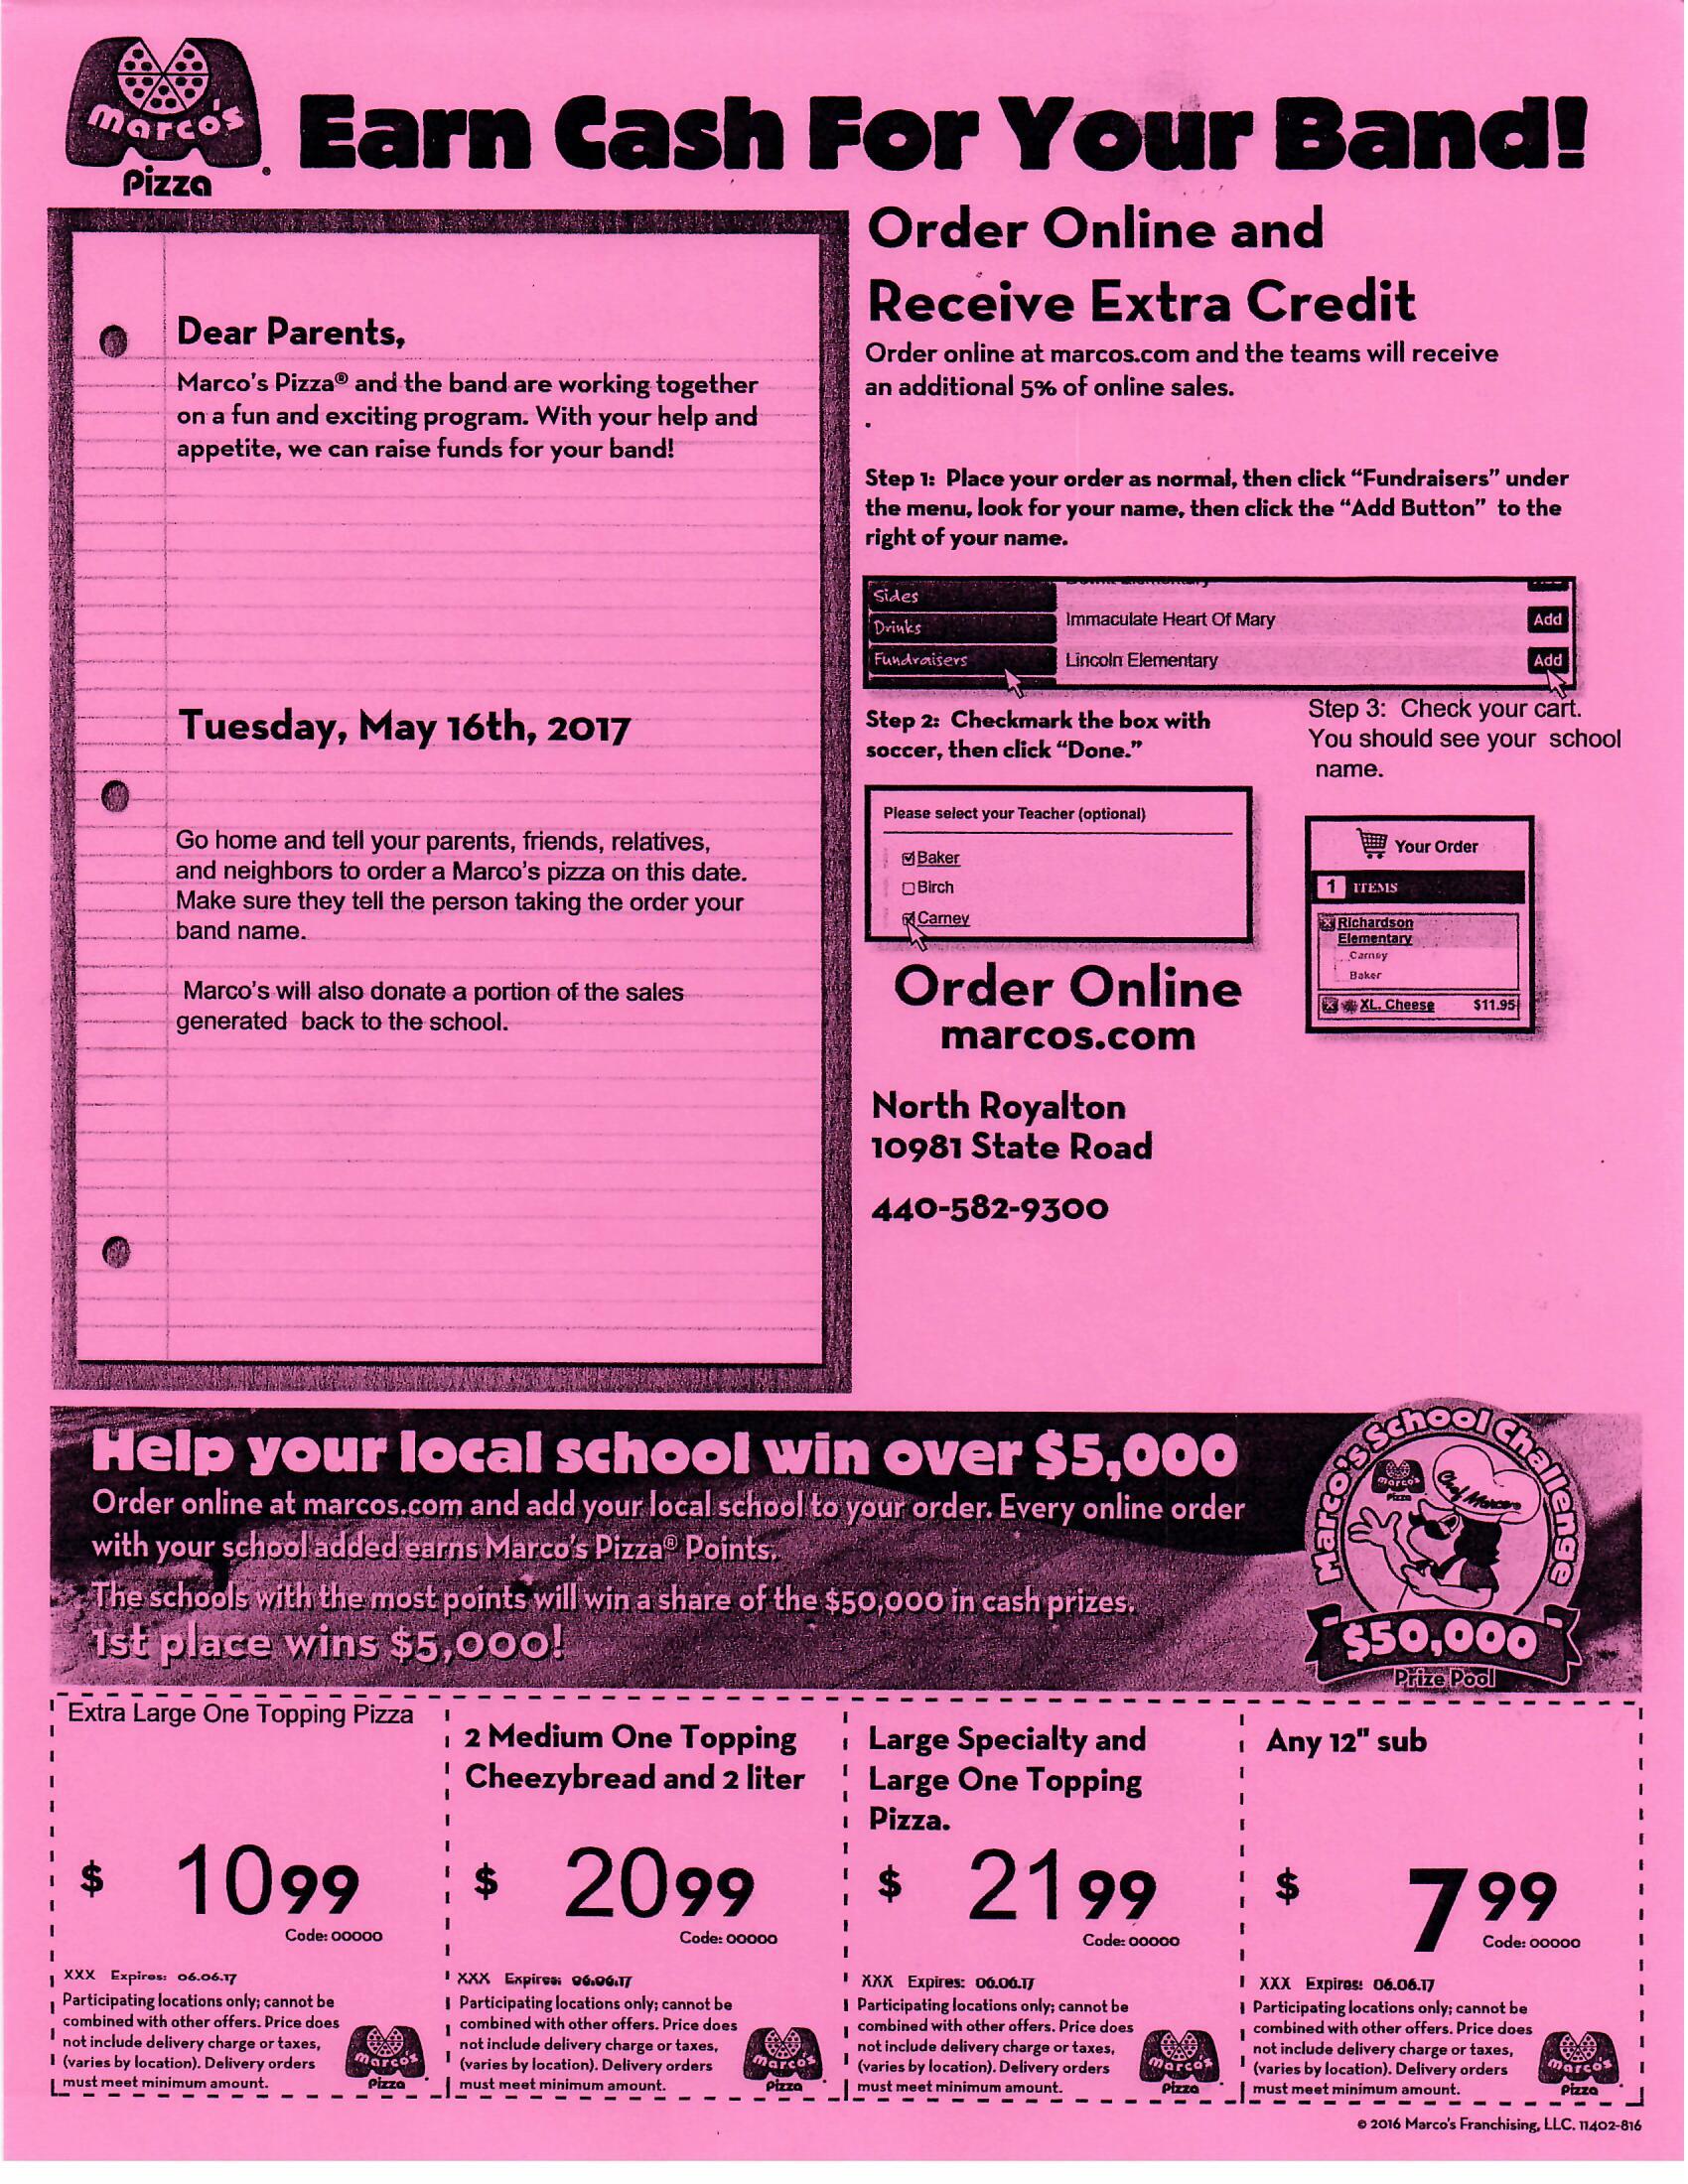 marco's
Pizza
Earn Cash For Your Band!
Dear Parents,
Marco's Pizza® and the band are working together
on a fun and exciting program. With your help and
appetite, we can raise funds for your band!
Tuesday, May 16th, 2017
Go home and tell your parents, friends, relatives,
and neighbors to order a Marco's pizza on this date.
Make sure they tell the person taking the order your
band name.
Marco's will also donate a portion of the sales
generated back to the school.
Order Online and
Receive Extra Credit
Order online at marcos.com and the teams will receive
an additional 5% of online sales.
.
Step 1: Place your order as normal, then click “Fundraisers” under
the menu, look for your name, then click the “Add Button” to the
right of your name.
Sides
Drinks
Immaculate Heart Of Mary
Add
Fundraisers
Lincoln Elementary
Add
Step 2: Checkmark the box with
soccer, then click “Done.”
Please select your Teacher (optional)
Baker
Birch
Carney
Step 3: Check your cart.
You should see your school
name.
Your Order
1 ITEMS
Richardson
Elementary
Carney
Baker
XL. Cheese $11.95
Order Online
marcos.com
North Royalton
10981 State Road
440-582-9300
Help your local school win over $5,000
Order online at marcos.com and add your local school to your order. Every online order
with your school added earns Marco's Pizza® Points.
The schools with the most points will win a share of the $50,000 in cash prizes.
1st place wins $5,000!
Marco's School Challenge
marco's
Pizza
Chef Marco
$50,000
Prize Pool
Extra Large One Topping Pizza
$ 1099
Code: 00000
XXX Expires: 06.06.17
Participating locations only; cannot be
combined with other offers. Price does
not include delivery charge or taxes,
(varies by location). Delivery orders
must meet minimum amount.
marco's
Pizza
2 Medium One Topping
Cheezybread and 2 liter
$ 2099
Code: 00000
XXX Expires: 06.06.17
Participating locations only; cannot be
combined with other offers. Price does
not include delivery charge or taxes,
(varies by location). Delivery orders
must meet minimum amount.
marco's
Pizza
Large Specialty and
Large One Topping
Pizza.
$ 2199
Code: 00000
XXX Expires: 06.06.17
Participating locations only; cannot be
combined with other offers. Price does
not include delivery charge or taxes,
(varies by location). Delivery orders
must meet minimum amount.
marco's
Pizza
Any 12" sub
$ 799
Code: 00000
XXX Expires: 06.06.17
Participating locations only; cannot be
combined with other offers. Price does
not include delivery charge or taxes,
(varies by location). Delivery orders
must meet minimum amount.
marco's
Pizza
© 2016 Marco's Franchising, LLC. 11402-816